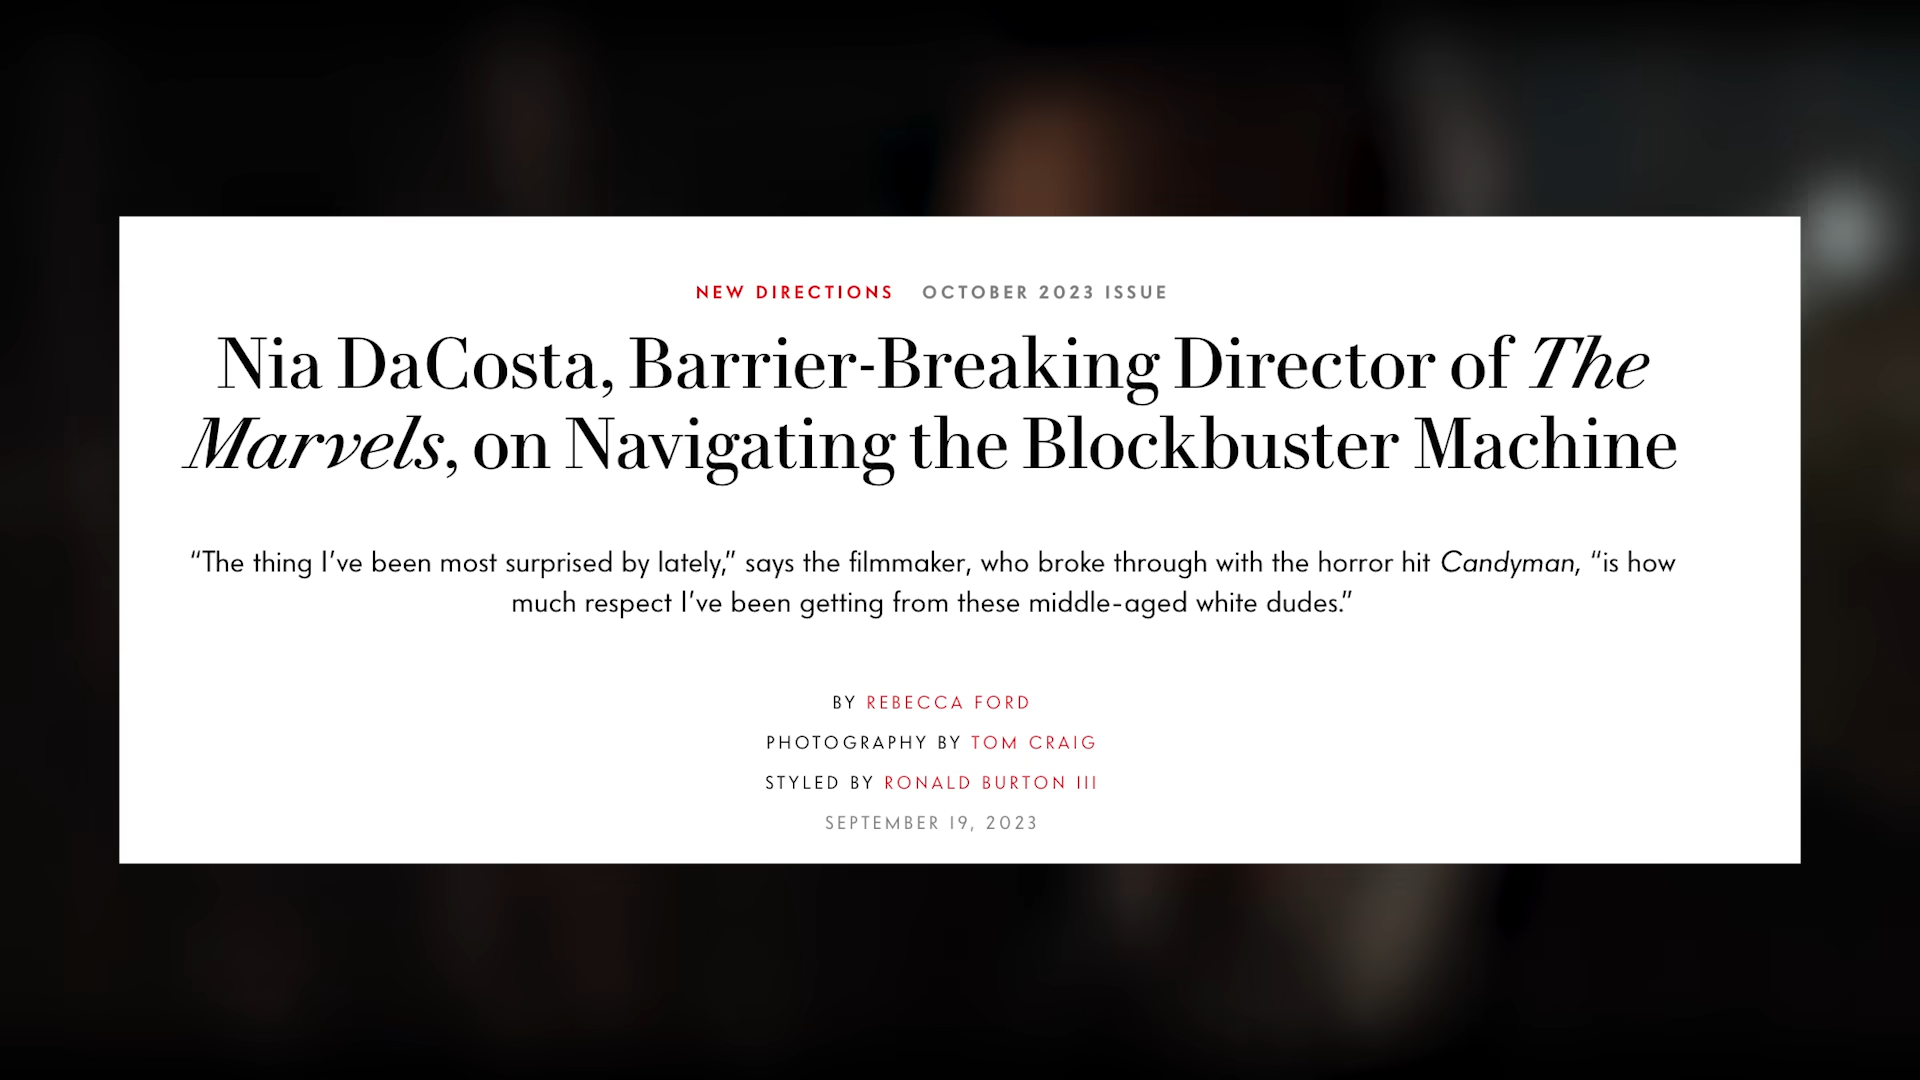 NEW DIRECTIONS OCTOBER 2023 ISSUE
Nia DaCosta, Barrier-Breaking Director of The
Marvels, on Navigating the Blockbuster Machine
“The thing I’ve been most surprised by lately,” says the filmmaker, who broke through with the horror hit Candyman, “is how
much respect I’ve been getting from these middle-aged white dudes.”
BY REBECCA FORD
PHOTOGRAPHY BY TOM CRAIG
STYLED BY RONALD BURTON III
SEPTEMBER 19, 2023